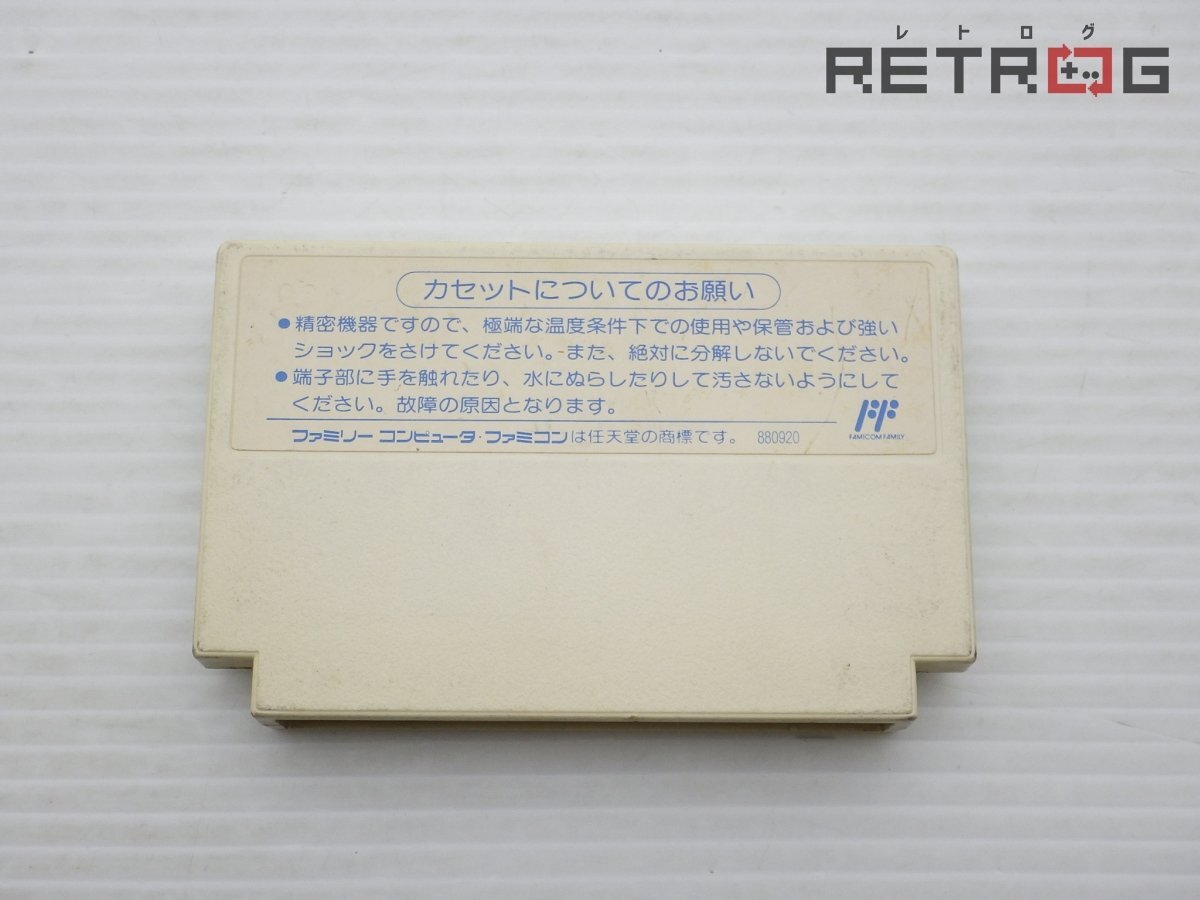 レトログ
RETROG
カセットについてのお願い
●精密機器ですので、極端な温度条件下での使用や保管および強い
ショックをさけてください。また、絶対に分解しないでください。
●端子部に手を触れたり、水にぬらしたりして汚さないようにして
ください。故障の原因となります。
FF
FAMICOM FAMILY
ファミリーコンピュータ・ファミコンは任天堂の商標です。 880920